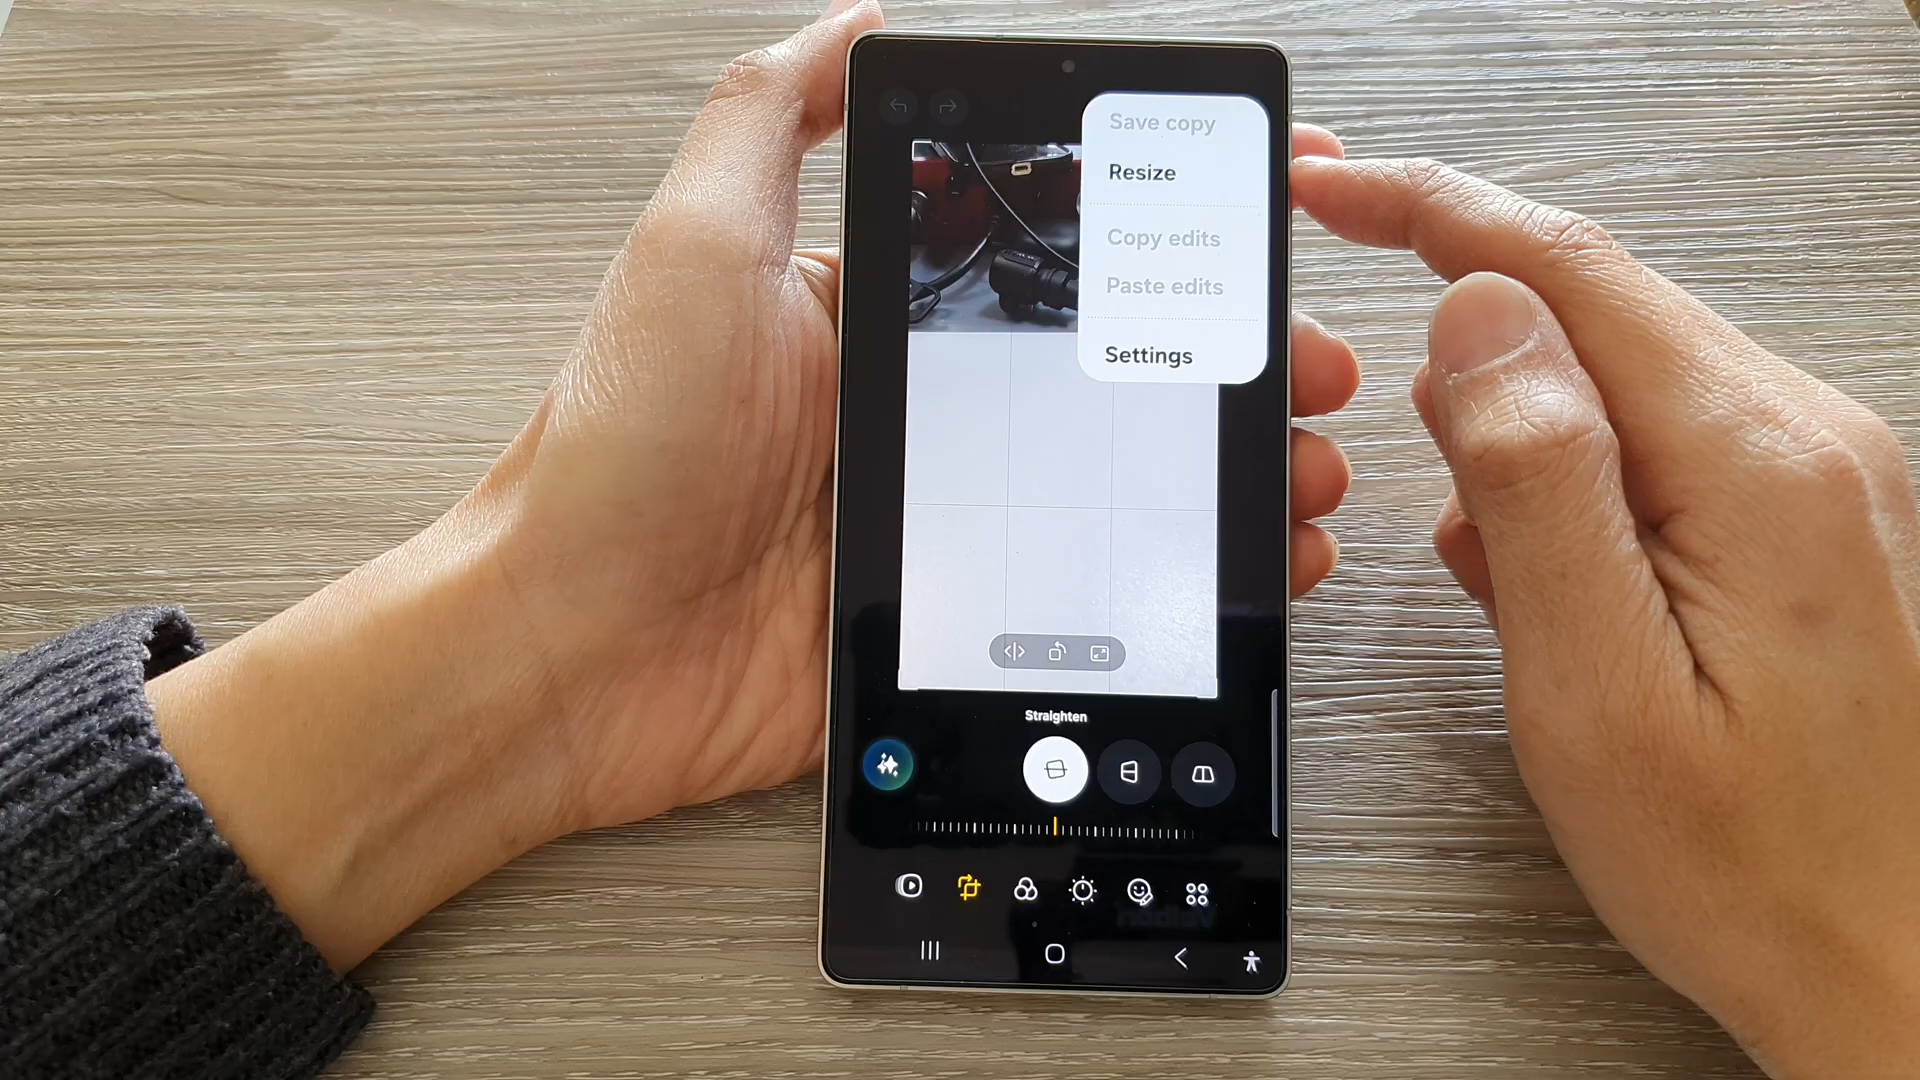 Save copy
Resize
Copy edits
Paste edits
Settings
Straighten